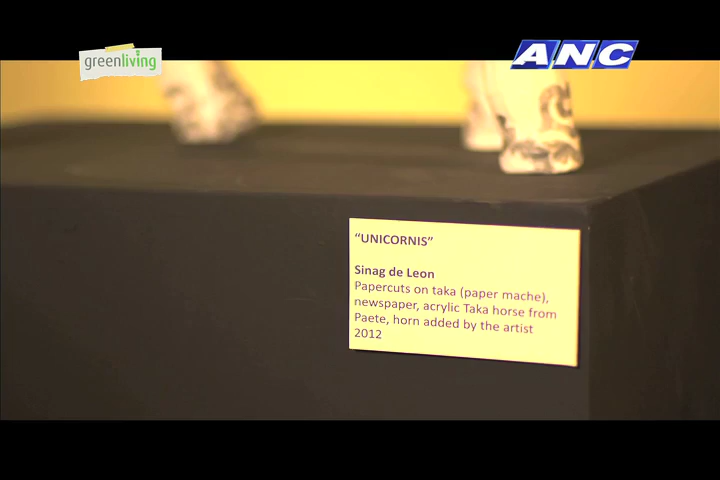 greenliving
ANC
“UNICORNIS”
Sinag de Leon
Papercuts on taka (paper mache),
newspaper, acrylic Taka horse from
Paete, horn added by the artist
2012